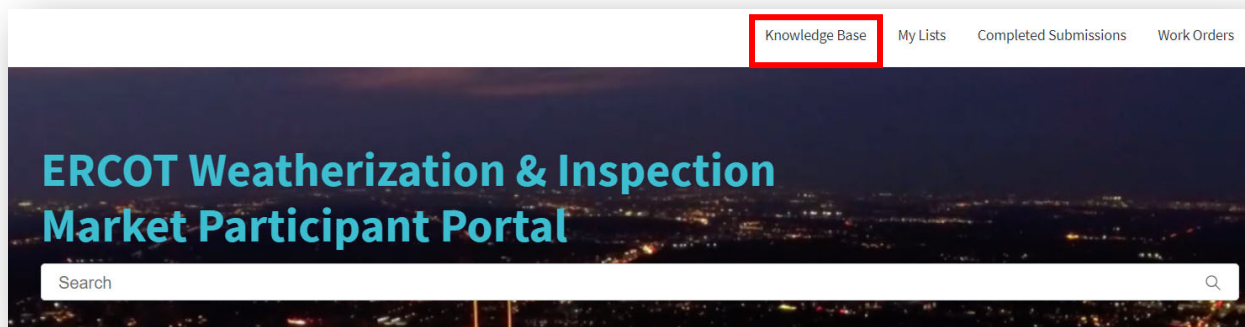 Knowledge Base My Lists Completed Submissions Work Orders
ERCOT Weatherization & Inspection
Market Participant Portal
Search